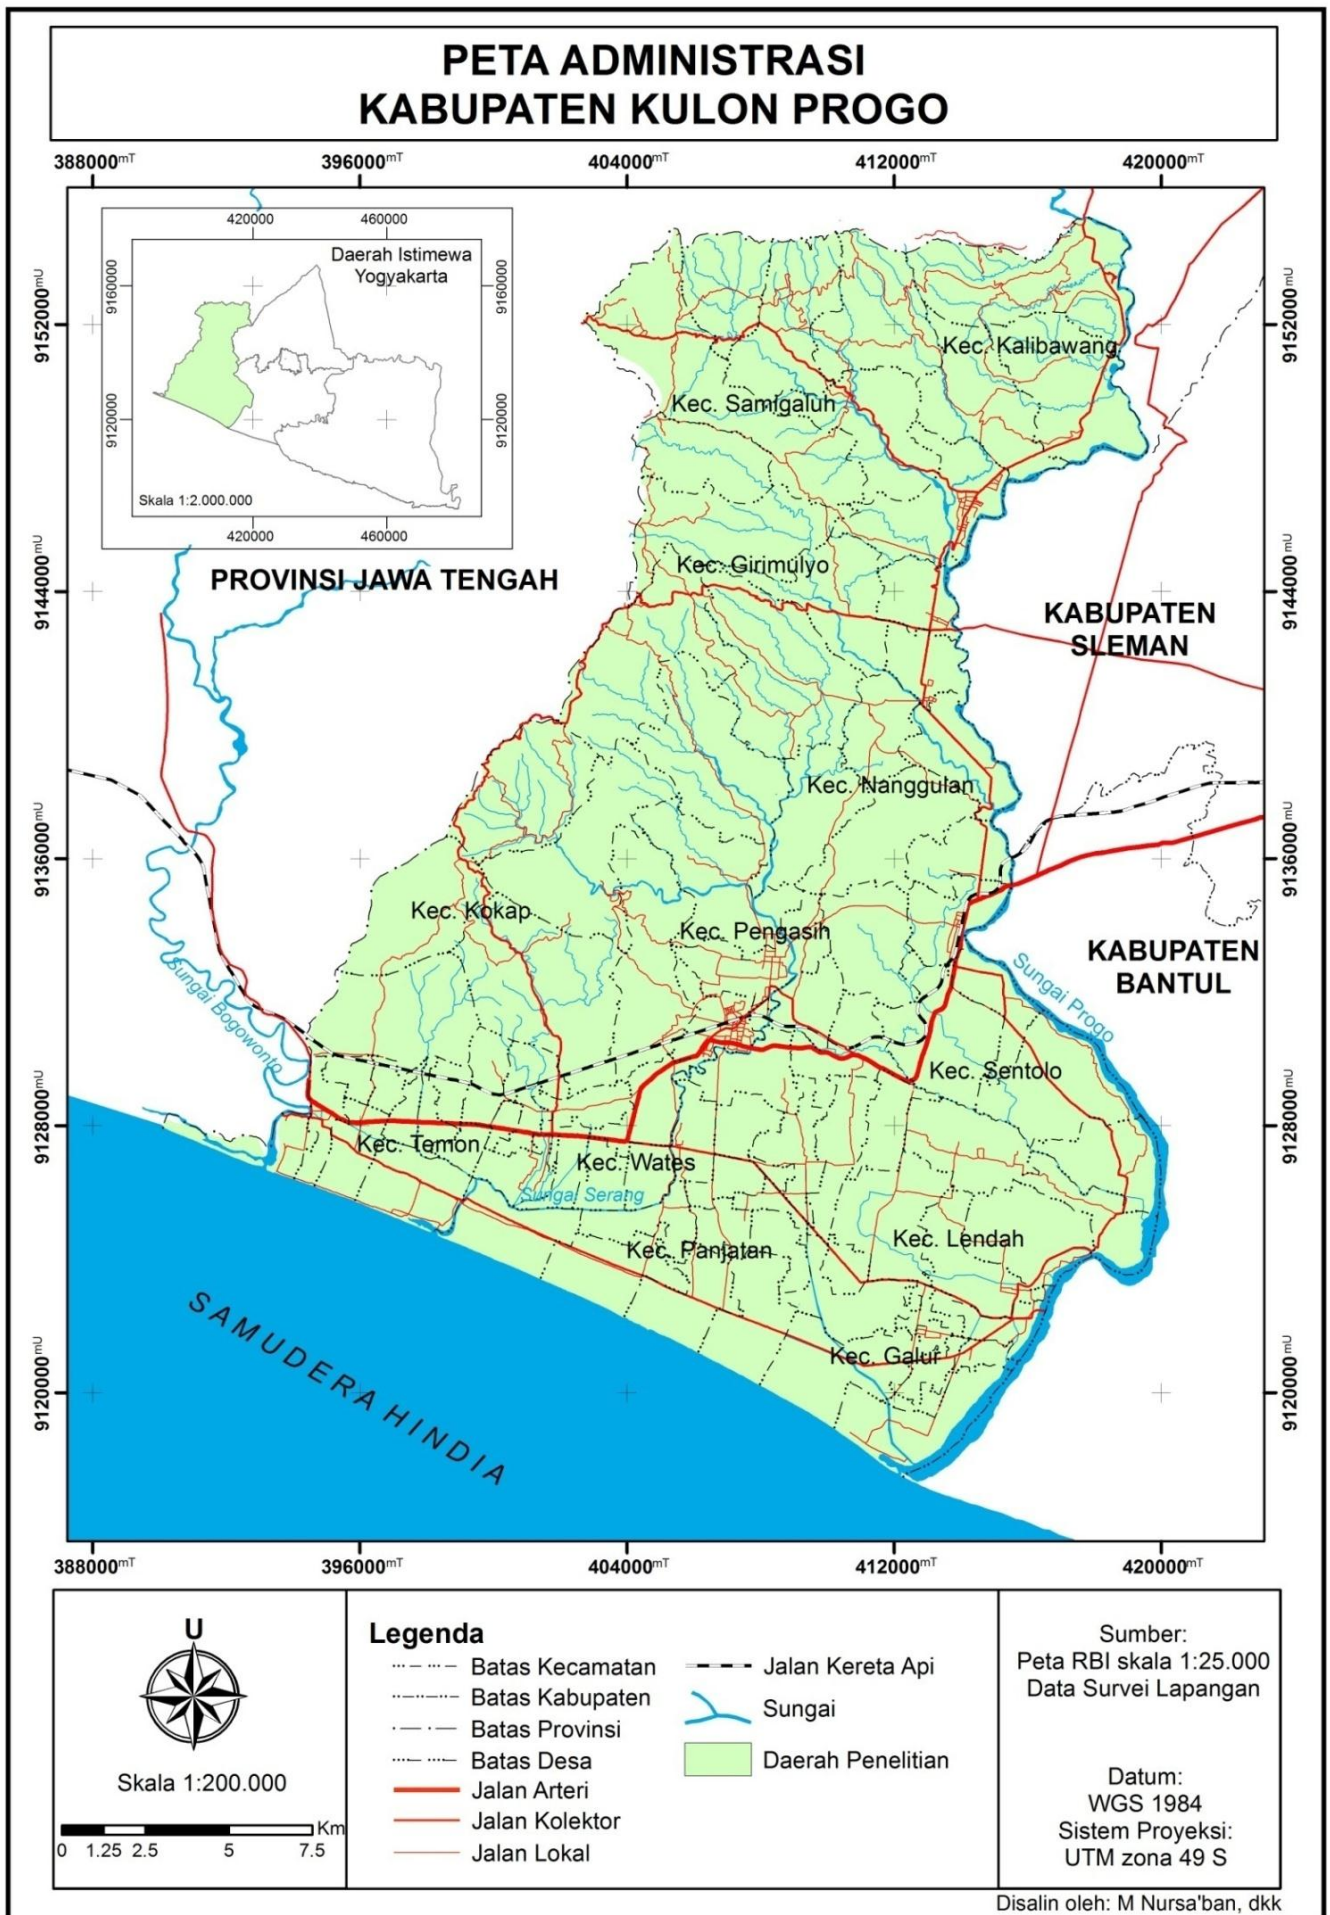 PETA ADMINISTRASI
KABUPATEN KULON PROGO
388000mT 396000mT 404000mT 412000mT 420000mT
420000 460000
Daerah Istimewa
Yogyakarta
9160000 9160000
9120000 9120000
Skala 1:2.000.000
420000 460000
9152000mU 9152000mU
Kec. Kalibawang
Kec. Samigaluh
Kec. Girimulyo
PROVINSI JAWA TENGAH
9144000mU 9144000mU
KABUPATEN
SLEMAN
Kec. Nanggulan
9136000mU 9136000mU
Kec. Kokap
Kec. Pengasih
KABUPATEN
BANTUL
Sungai Bogowonto
Sungai Progo
Kec. Sentolo
9128000mU 9128000mU
Kec. Temon
Kec. Wates
Sungai Serang
Kec. Lendah
Kec. Panjatan
Kec. Galur
9120000mU 9120000mU
SAMUDERA HINDIA
388000mT 396000mT 404000mT 412000mT 420000mT
U
Skala 1:200.000
Km
0 1.25 2.5 5 7.5
Legenda
Batas Kecamatan
Batas Kabupaten
Batas Provinsi
Batas Desa
Jalan Arteri
Jalan Kolektor
Jalan Lokal
Jalan Kereta Api
Sungai
Daerah Penelitian
Sumber:
Peta RBI skala 1:25.000
Data Survei Lapangan
Datum:
WGS 1984
Sistem Proyeksi:
UTM zona 49 S
Disalin oleh: M Nursa'ban, dkk